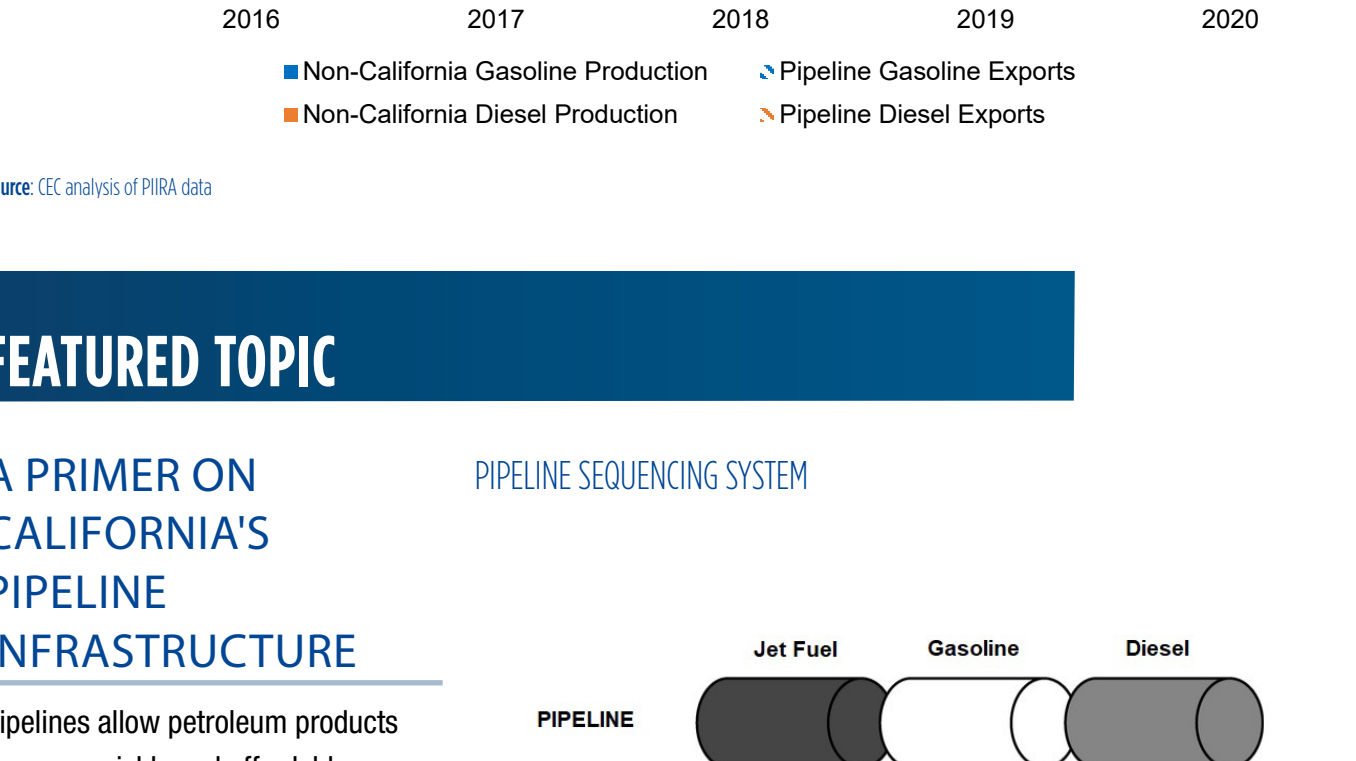 2016 2017 2018 2019 2020
Non-California Gasoline Production Pipeline Gasoline Exports
Non-California Diesel Production Pipeline Diesel Exports
urce: CEC analysis of PIIRA data
FEATURED TOPIC
A PRIMER ON
CALIFORNIA'S
PIPELINE
NFRASTRUCTURE
ipelines allow petroleum products
PIPELINE SEQUENCING SYSTEM
Jet Fuel Gasoline Diesel
PIPELINE